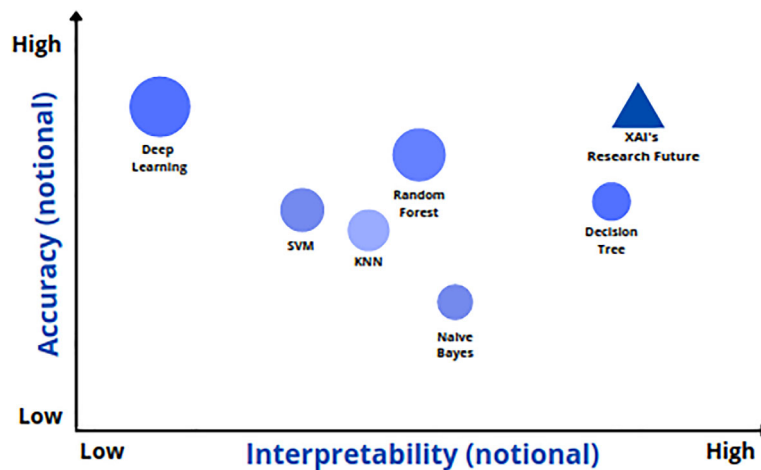 High
Accuracy (notional)
Deep
Learning
SVM
KNN
Random
Forest
Naive
Bayes
XAI's
Research Future
Decision
Tree
Low
Low
Interpretability (notional)
High